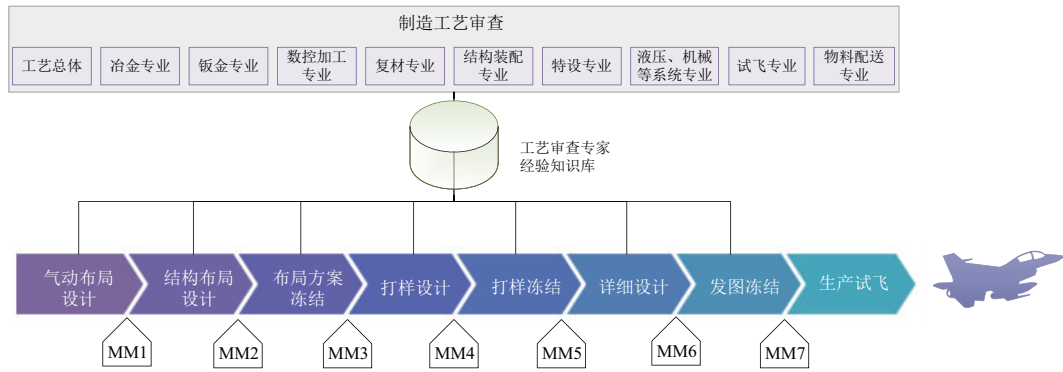 制造工艺审查
工艺总体
冶金专业
钣金专业
数控加工
专业
复材专业
结构装配
专业
特设专业
液压、机械
等系统专业
试飞专业
物料配送
专业
工艺审查专家
经验知识库
气动布局
设计
结构布局
设计
布局方案
冻结
打样设计
打样冻结
详细设计
发图冻结
生产试飞
MM1
MM2
MM3
MM4
MM5
MM6
MM7